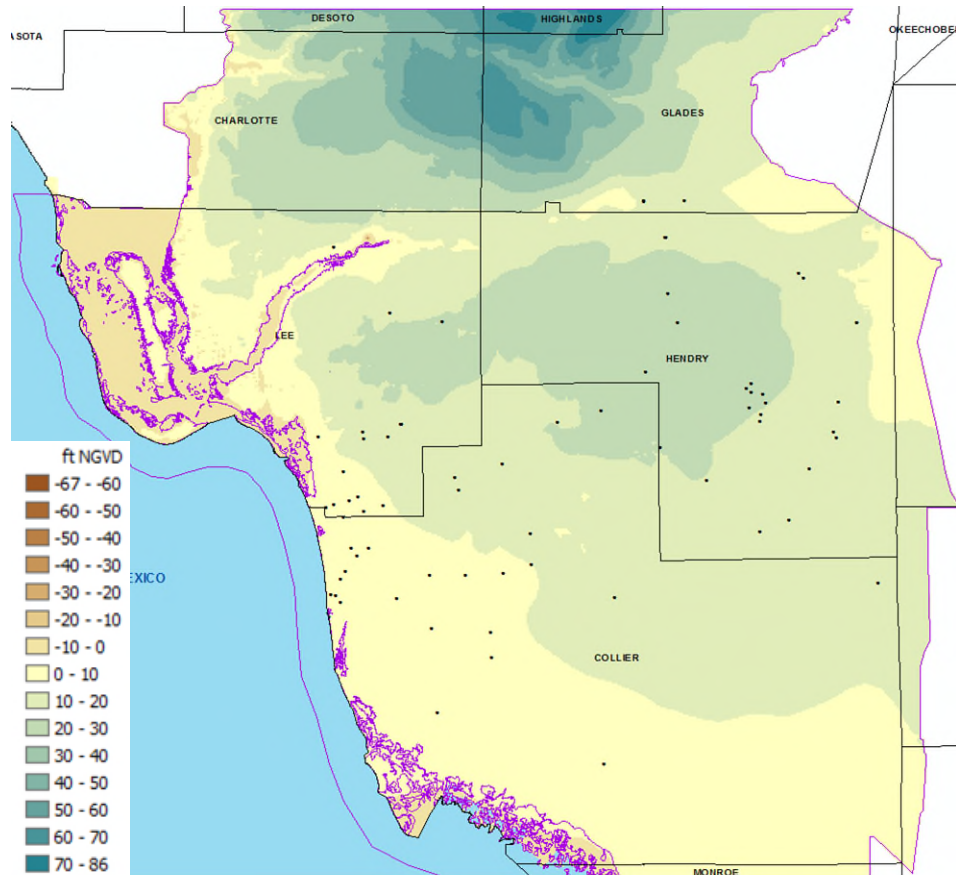 DESOTO
HIGHLANDS
ASOTA
OKEECHOBE
CHARLOTTE
GLADES
LEE
HENDRY
ft NGVD
-67 - -60
-60 - -50
-50 - -40
-40 - -30
-30 - -20
-20 - -10
-10 - 0
0 - 10
10 - 20
20 - 30
30 - 40
40 - 50
50 - 60
60 - 70
70 - 86
EXICO
COLLIER
MONROE